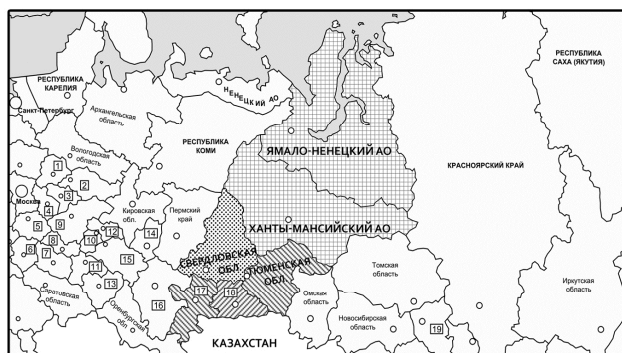 РЕСПУБЛИКА
САХА (ЯКУТИЯ)
РЕСПУБЛИКА
КАРЕЛИЯ
НЕНЕЦКИЙ АО
Санкт-Петербург
Архангельская
область
РЕСПУБЛИКА
КОМИ
ЯМАЛО-НЕНЕЦКИЙ АО
Вологодская
область
КРАСНОЯРСКИЙ КРАЙ
1
2
Москва
3
4
Кировская
обл.
Пермский
край
5
9
ХАНТЫ-МАНСИЙСКИЙ АО
12
14
8
10
6
7
15
СВЕРДЛОВСКАЯ
ОБЛ.
Томская
область
11
ТЮМЕНСКАЯ
ОБЛ.
13
Иркутская
область
Саратовская
область
Оренбургская
обл.
16
17
Омская
область
Новосибирская
область
19
КАЗАХСТАН